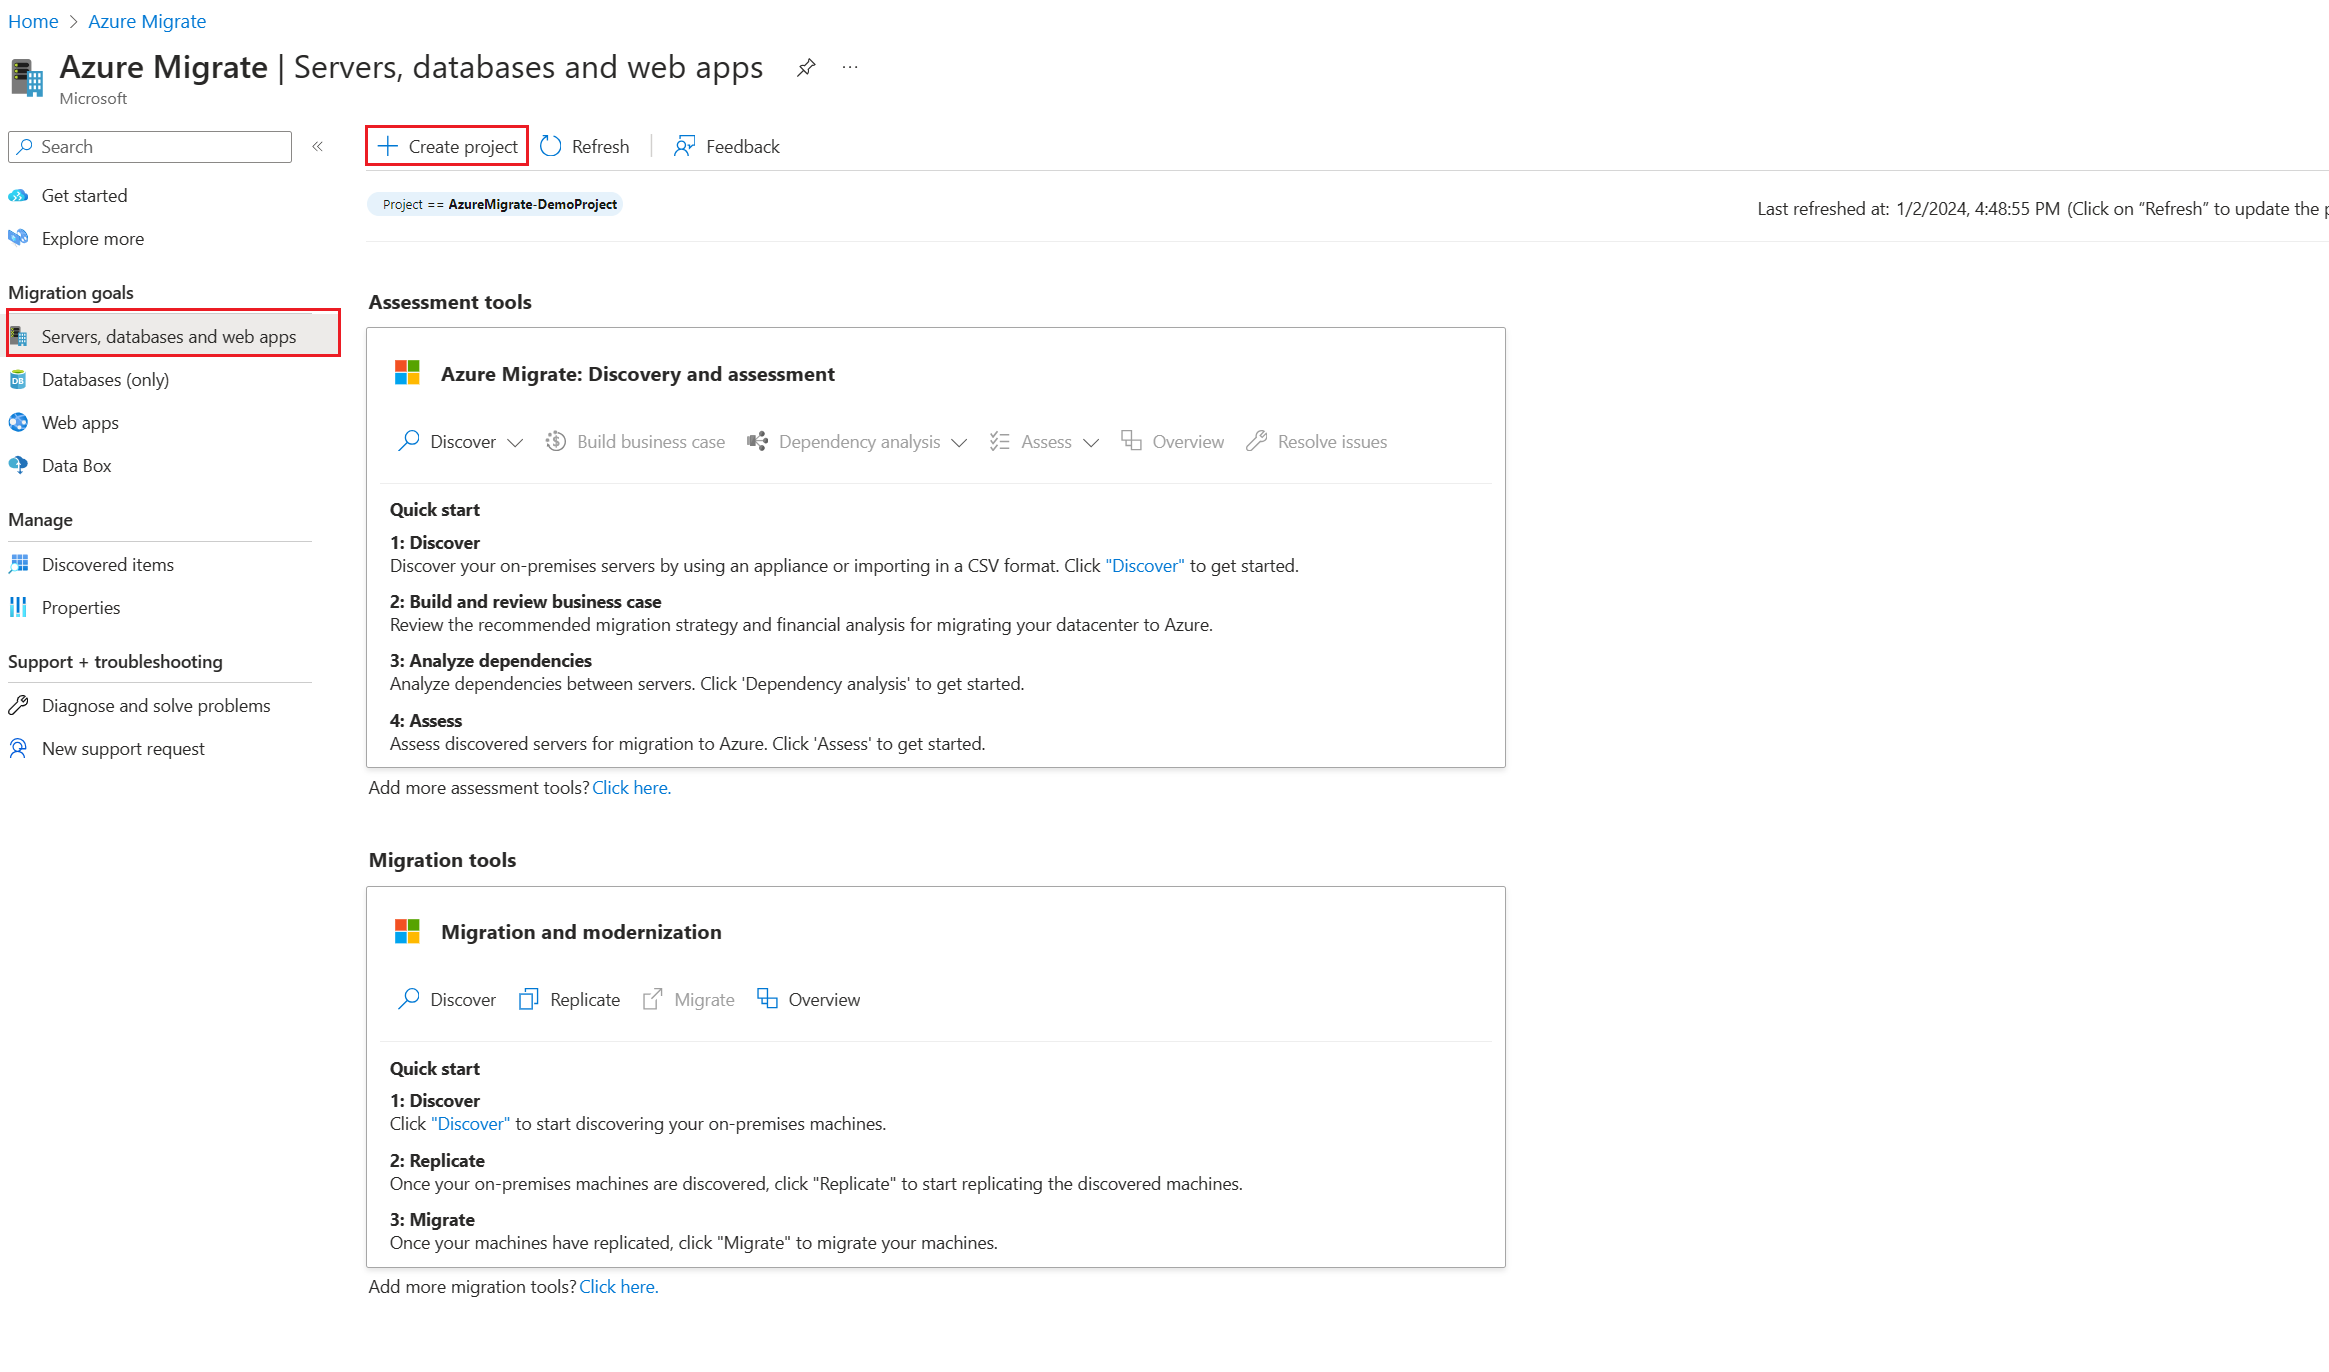 Home > Azure Migrate
Azure Migrate | Servers, databases and web apps ...
Microsoft
Search «
Get started
Explore more
Migration goals
Servers, databases and web apps
Databases (only)
DB
Web apps
Data Box
Manage
Discovered items
Properties
Support + troubleshooting
Diagnose and solve problems
New support request
+ Create project Refresh | Feedback
Project == AzureMigrate-DemoProject
Last refreshed at: 1/2/2024, 4:48:55 PM (Click on “Refresh” to update the p
Assessment tools
Azure Migrate: Discovery and assessment
Discover Build business case Dependency analysis Assess Overview Resolve issues
Quick start
1: Discover
Discover your on-premises servers by using an appliance or importing in a CSV format. Click "Discover" to get started.
2: Build and review business case
Review the recommended migration strategy and financial analysis for migrating your datacenter to Azure.
3: Analyze dependencies
Analyze dependencies between servers. Click 'Dependency analysis' to get started.
4: Assess
Assess discovered servers for migration to Azure. Click 'Assess' to get started.
Add more assessment tools? Click here.
Migration tools
Migration and modernization
Discover Replicate Migrate Overview
Quick start
1: Discover
Click "Discover" to start discovering your on-premises machines.
2: Replicate
Once your on-premises machines are discovered, click "Replicate" to start replicating the discovered machines.
3: Migrate
Once your machines have replicated, click "Migrate" to migrate your machines.
Add more migration tools? Click here.